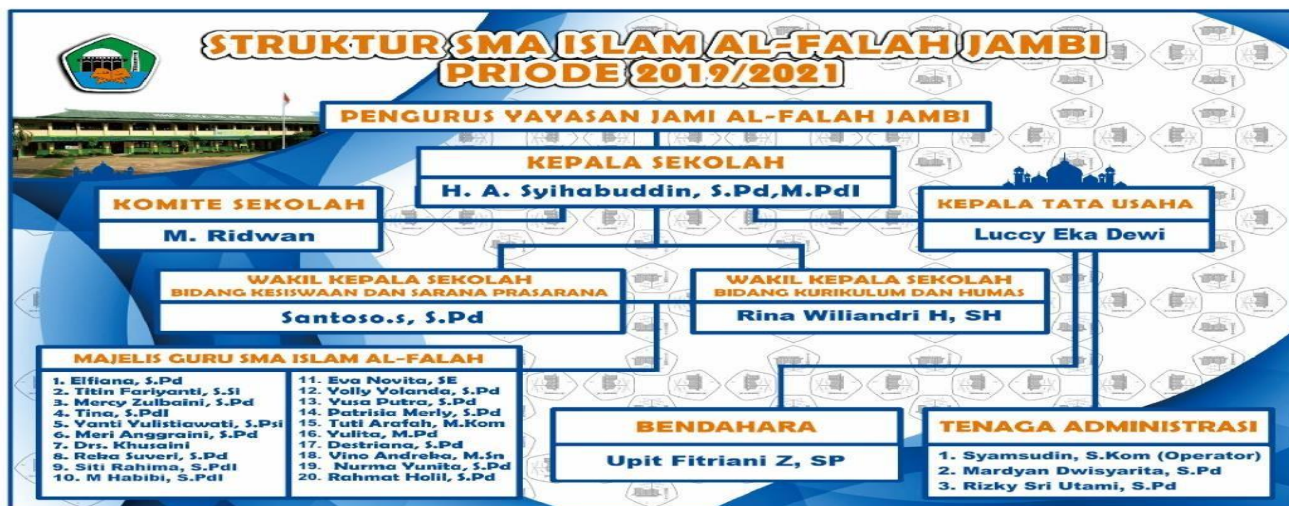 STRUKTUR SMA ISLAM AL-FALAH JAMBI
PRIODE 2019/2021
PENGURUS YAYASAN JAMI AL-FALAH JAMBI
KEPALA SEKOLAH
H. A. Syihabuddin, S.Pd,M.PdI
KOMITE SEKOLAH
M. Ridwan
KEPALA TATA USAHA
Luccy Eka Dewi
WAKIL KEPALA SEKOLAH
BIDANG KESISWAAN DAN SARANA PRASARANA
Santoso.s, S.Pd
WAKIL KEPALA SEKOLAH
BIDANG KURIKULUM DAN HUMAS
Rina Wiliandri H, SH
MAJELIS GURU SMA ISLAM AL-FALAH
1. Elfiana, S.Pd
2. Titin Fariyanti, S.Si
3. Mercy Zulbaini, S.Pd
4. Tina, S.PdI
5. Yanti Yulistiawati, S.Psi
6. Meri Anggraini, S.Pd
7. Drs. Khusaini
8. Reka Suveri, S.Pd
9. Siti Rahima, S.PdI
10. M Habibi, S.PdI
11. Eva Novita, SE
12. Yolly Yolanda, S.Pd
13. Yusa Putra, S.Pd
14. Patrisia Merly, S.Pd
15. Tuti Arafah, M.Kom
16. Yulita, M.Pd
17. Destriana, S.Pd
18. Vino Andreka, M.Sn
19. Nurma Yunita, S.Pd
20. Rahmat Holil, S.Pd
BENDAHARA
Upit Fitriani Z, SP
TENAGA ADMINISTRASI
1. Syamsudin, S.Kom (Operator)
2. Mardyan Dwisyarita, S.Pd
3. Rizky Sri Utami, S.Pd